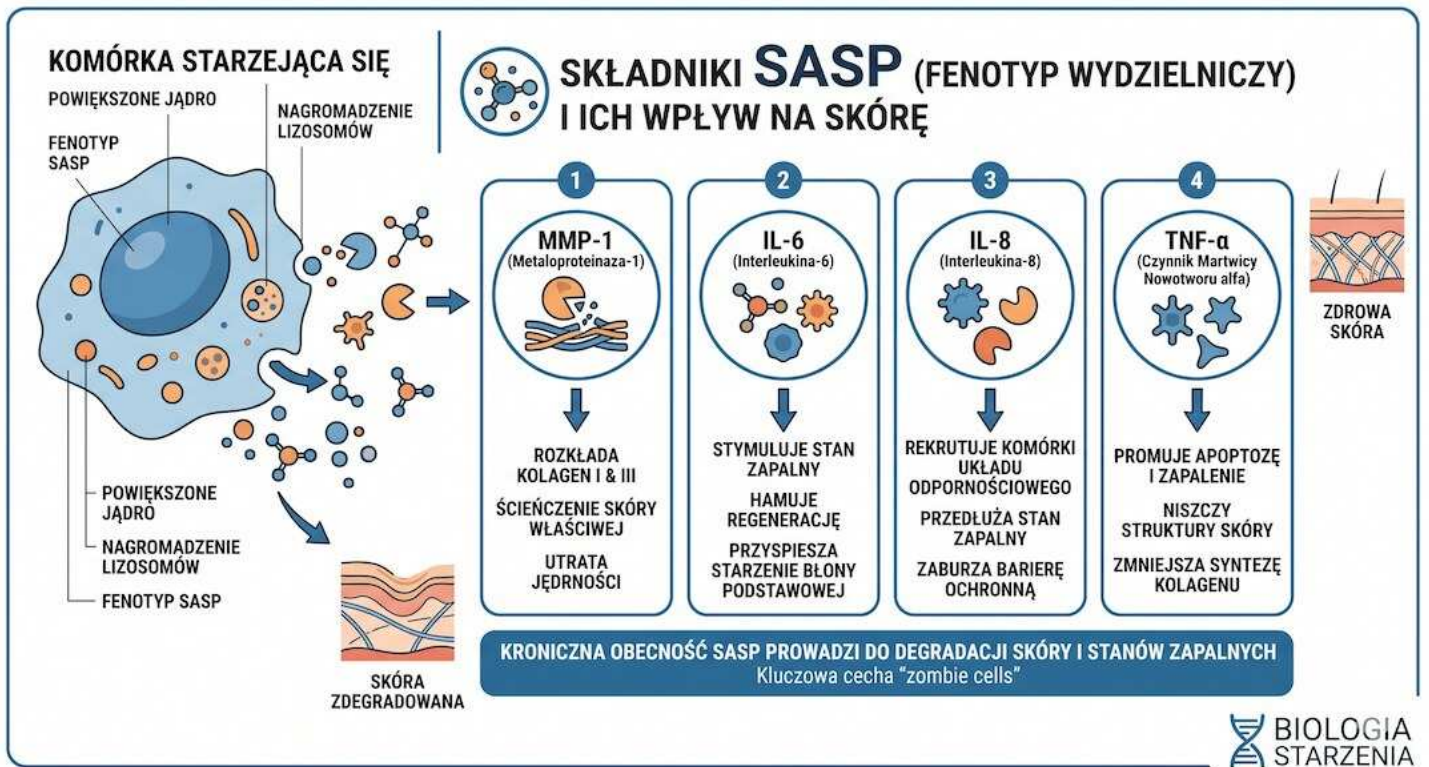 KOMÓRKA STARZEJĄCA SIĘ
POWIĘKSZONE JĄDRO
NAGROMADZENIE
LIZOSOMÓW
FENOTYP
SASP
POWIĘKSZONE
JĄDRO
NAGROMADZENIE
LIZOSOMÓW
FENOTYP SASP
SKÓRA
ZDEGRADOWANA
SKŁADNIKI SASP (FENOTYP WYDZIELNICZY)
I ICH WPŁYW NA SKÓRĘ
1
MMP-1
(Metaloproteinaza-1)
ROZKŁADA
KOLAGEN I & III
ŚCIEŃCZENIE SKÓRY
WŁAŚCIWEJ
UTRATA
JĘDRNOŚCI
2
IL-6
(Interleukina-6)
STYMULUJE STAN
ZAPALNY
HAMUJE
REGENERACJĘ
PRZYSPIESZA
STARZENIE BŁONY
PODSTAWOWEJ
3
IL-8
(Interleukina-8)
REKRUTUJE KOMÓRKI
UKŁADU
ODPORNOŚCIOWEGO
PRZEDŁUŻA STAN
ZAPALNY
ZABURZA BARIERĘ
OCHRONNĄ
4
TNF-α
(Czynnik Martwicy
Nowotworu alfa)
PROMUJE APOPTOZĘ
I ZAPALENIE
NISZCZY
STRUKTURY SKÓRY
ZMNIEJSZA SYNTEZĘ
KOLAGENU
ZDROWA
SKÓRA
KRONICZNA OBECNOŚĆ SASP PROWADZI DO DEGRADACJI SKÓRY I STANÓW ZAPALNYCH
Kluczowa cecha "zombie cells"
BIOLOGIA
STARZENIA